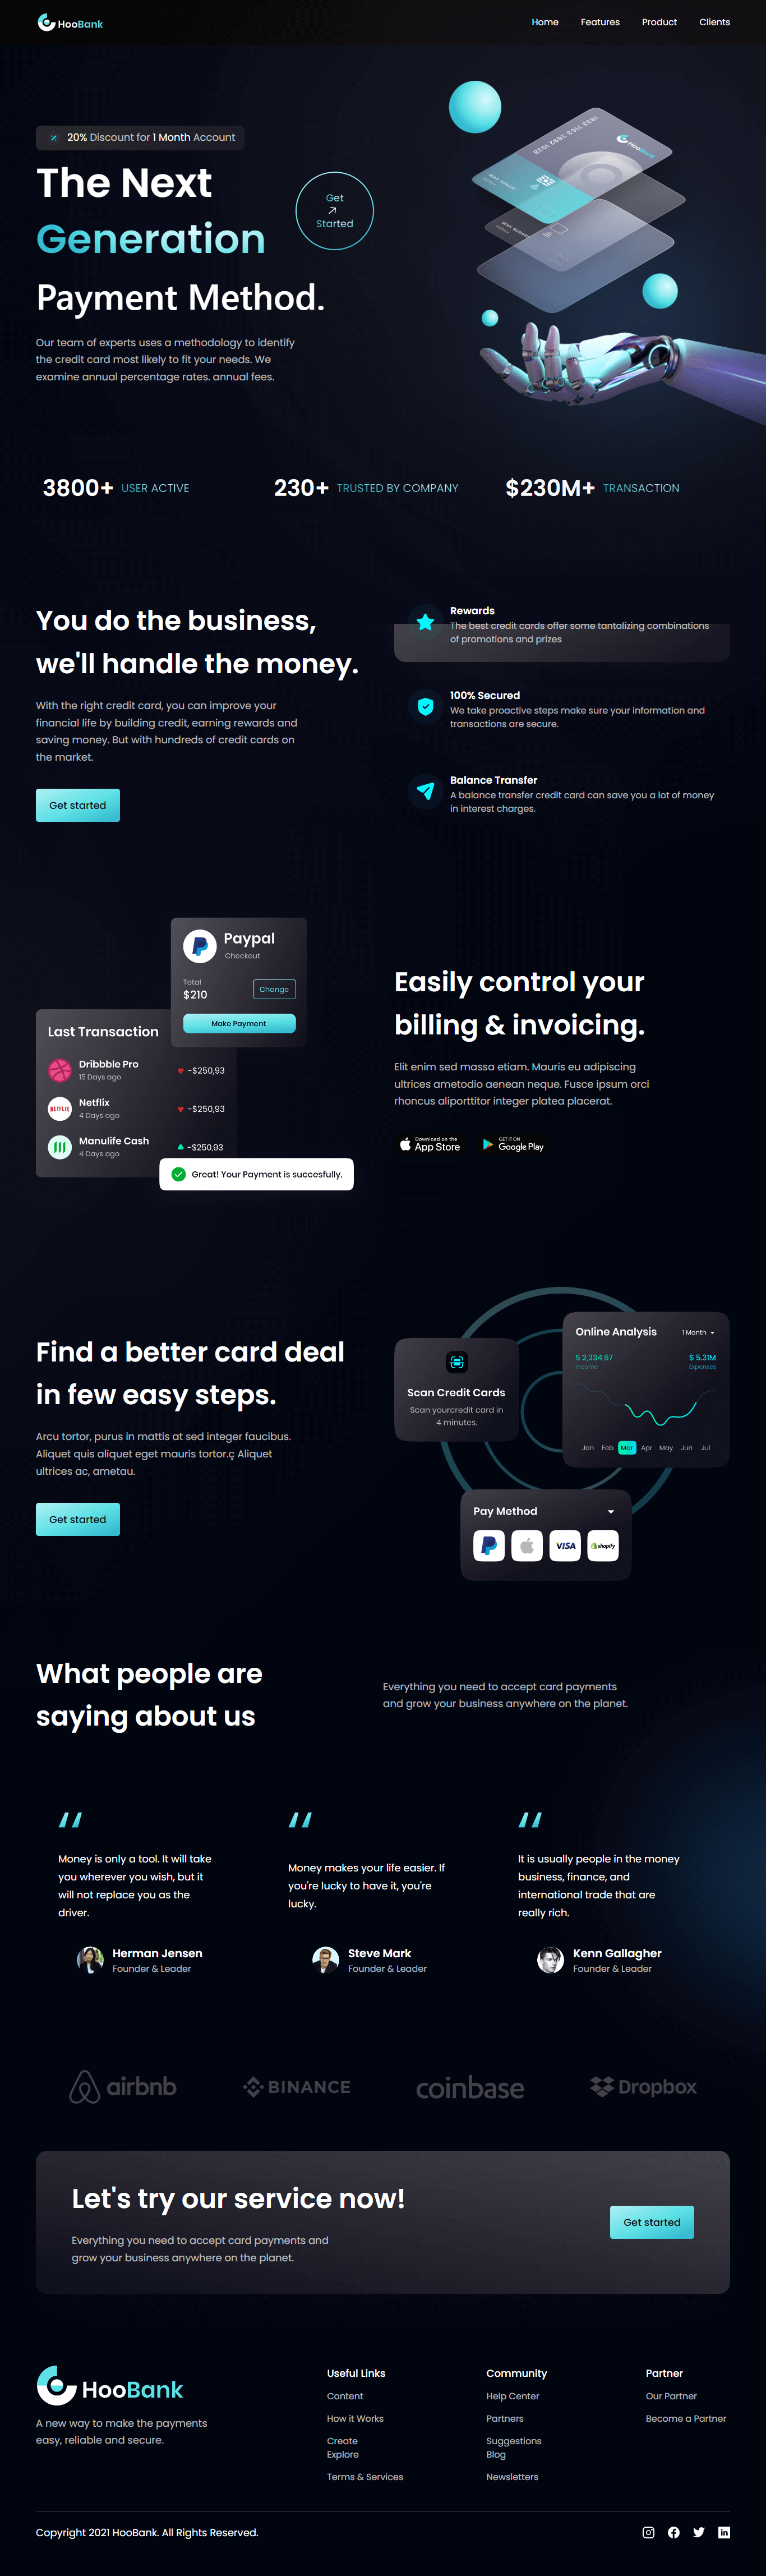 HooBank
Home Features Product Clients
20% Discount for 1 Month Account
The Next
Generation
Get
Started
Payment Method.
Our team of experts uses a methodology to identify
the credit card most likely to fit your needs. We
examine annual percentage rates. annual fees.
HooBank
3800+ USER ACTIVE
230+ TRUSTED BY COMPANY
$230M+ TRANSACTION
You do the business,
we'll handle the money.
With the right credit card, you can improve your
financial life by building credit, earning rewards and
saving money. But with hundreds of credit cards on
the market.
Get started
Rewards
The best credit cards offer some tantalizing combinations
of promotions and prizes
100% Secured
We take proactive steps make sure your information and
transactions are secure.
Balance Transfer
A balance transfer credit card can save you a lot of money
in interest charges.
Paypal
Checkout
Total
$210
Change
Make Payment
Last Transaction
Dribbble Pro
15 Days ago
-$250,93
Netflix
4 Days ago
-$250,93
NETFLIX
Manulife Cash
4 Days ago
-$250,93
Great! Your Payment is succesfully.
Easily control your
billing & invoicing.
Elit enim sed massa etiam. Mauris eu adipiscing
ultrices ametodio aenean neque. Fusce ipsum orci
rhoncus aliporttitor integer platea placerat.
Download on the
App Store
GET IT ON
Google Play
Find a better card deal
in few easy steps.
Arcu tortor, purus in mattis at sed integer faucibus.
Aliquet quis aliquet eget mauris tortor.ç Aliquet
ultrices ac, ametau.
Get started
Scan Credit Cards
Scan yourcredit card in
4 minutes.
Online Analysis
1 Month
$ 2,334,67
Income
$ 5.31M
Expenses
Jan Feb Mar Apr May Jun Jul
Pay Method
VISA
shopify
What people are
saying about us
Everything you need to accept card payments
and grow your business anywhere on the planet.
“
Money is only a tool. It will take
you wherever you wish, but it
will not replace you as the
driver.
Herman Jensen
Founder & Leader
“
Money makes your life easier. If
you're lucky to have it, you're
lucky.
Steve Mark
Founder & Leader
“
It is usually people in the money
business, finance, and
international trade that are
really rich.
Kenn Gallagher
Founder & Leader
airbnb
BINANCE
coinbase
Dropbox
Let's try our service now!
Everything you need to accept card payments and
grow your business anywhere on the planet.
Get started
HooBank
A new way to make the payments
easy, reliable and secure.
Useful Links
Content
How it Works
Create
Explore
Terms & Services
Community
Help Center
Partners
Suggestions
Blog
Newsletters
Partner
Our Partner
Become a Partner
Copyright 2021 HooBank. All Rights Reserved.